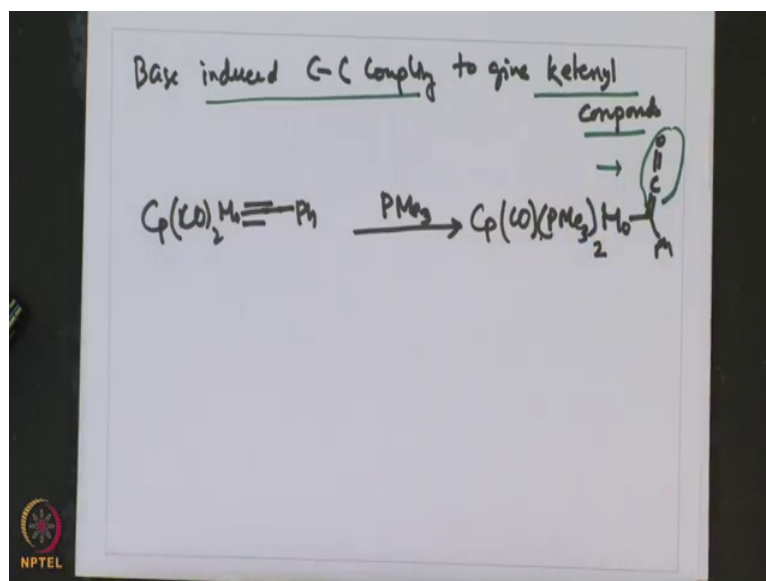 Base induced C-C Coupling to give ketenyl
compounds
→ O
||
C
Cp(CO)₂Mo≡-Ph PMe₃ → Cp(CO)(PMe₃)₂Mo-
Ph
NPTEL